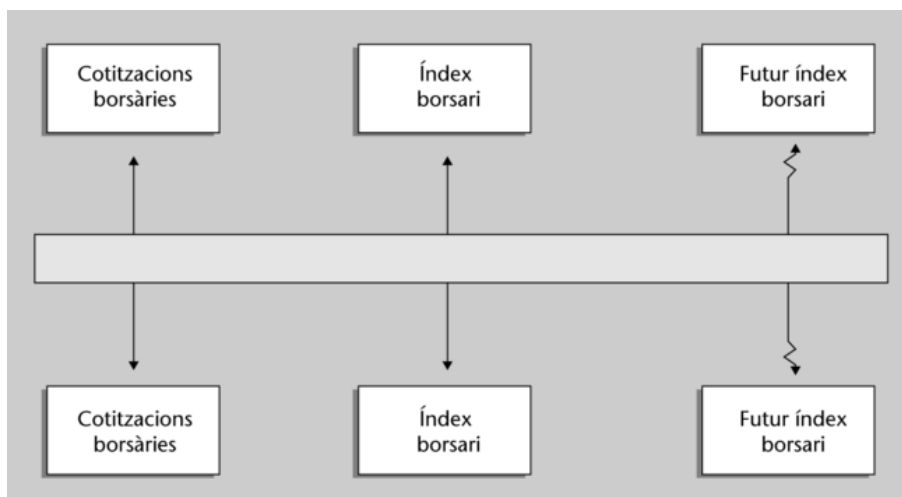 Cotitzacions
borsàries
Índex
borsari
Futur índex
borsari
Cotitzacions
borsàries
Índex
borsari
Futur índex
borsari